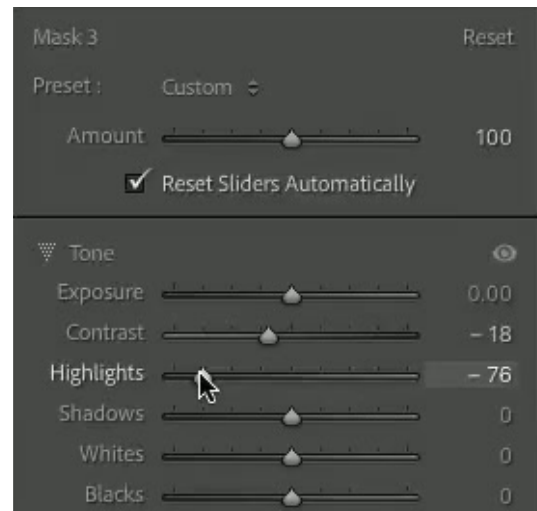 Mask 3 Reset
Preset : Custom
Amount 100
Reset Sliders Automatically
Tone
Exposure 0.00
Contrast – 18
Highlights – 76
Shadows 0
Whites 0
Blacks 0